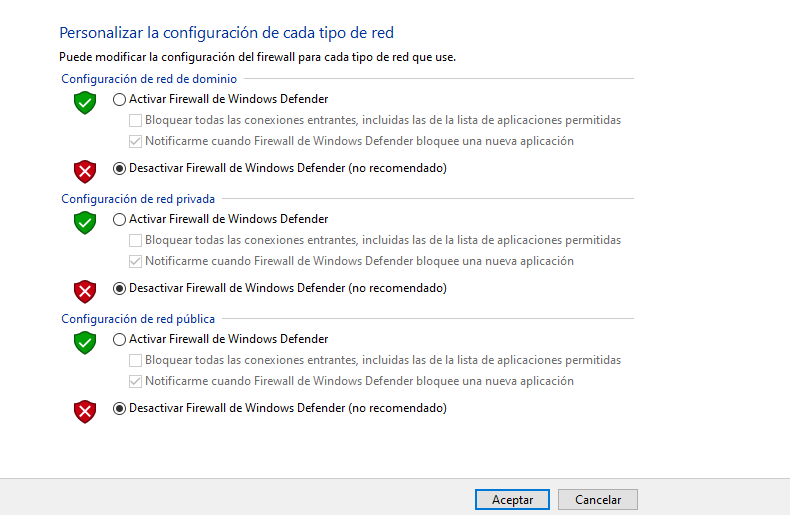 Personalizar la configuración de cada tipo de red
Puede modificar la configuración del firewall para cada tipo de red que use.
Configuración de red de dominio
Activar Firewall de Windows Defender
Bloquear todas las conexiones entrantes, incluidas las de la lista de aplicaciones permitidas
Notificarme cuando Firewall de Windows Defender bloquee una nueva aplicación
Desactivar Firewall de Windows Defender (no recomendado)
Configuración de red privada
Activar Firewall de Windows Defender
Bloquear todas las conexiones entrantes, incluidas las de la lista de aplicaciones permitidas
Notificarme cuando Firewall de Windows Defender bloquee una nueva aplicación
Desactivar Firewall de Windows Defender (no recomendado)
Configuración de red pública
Activar Firewall de Windows Defender
Bloquear todas las conexiones entrantes, incluidas las de la lista de aplicaciones permitidas
Notificarme cuando Firewall de Windows Defender bloquee una nueva aplicación
Desactivar Firewall de Windows Defender (no recomendado)
Aceptar Cancelar